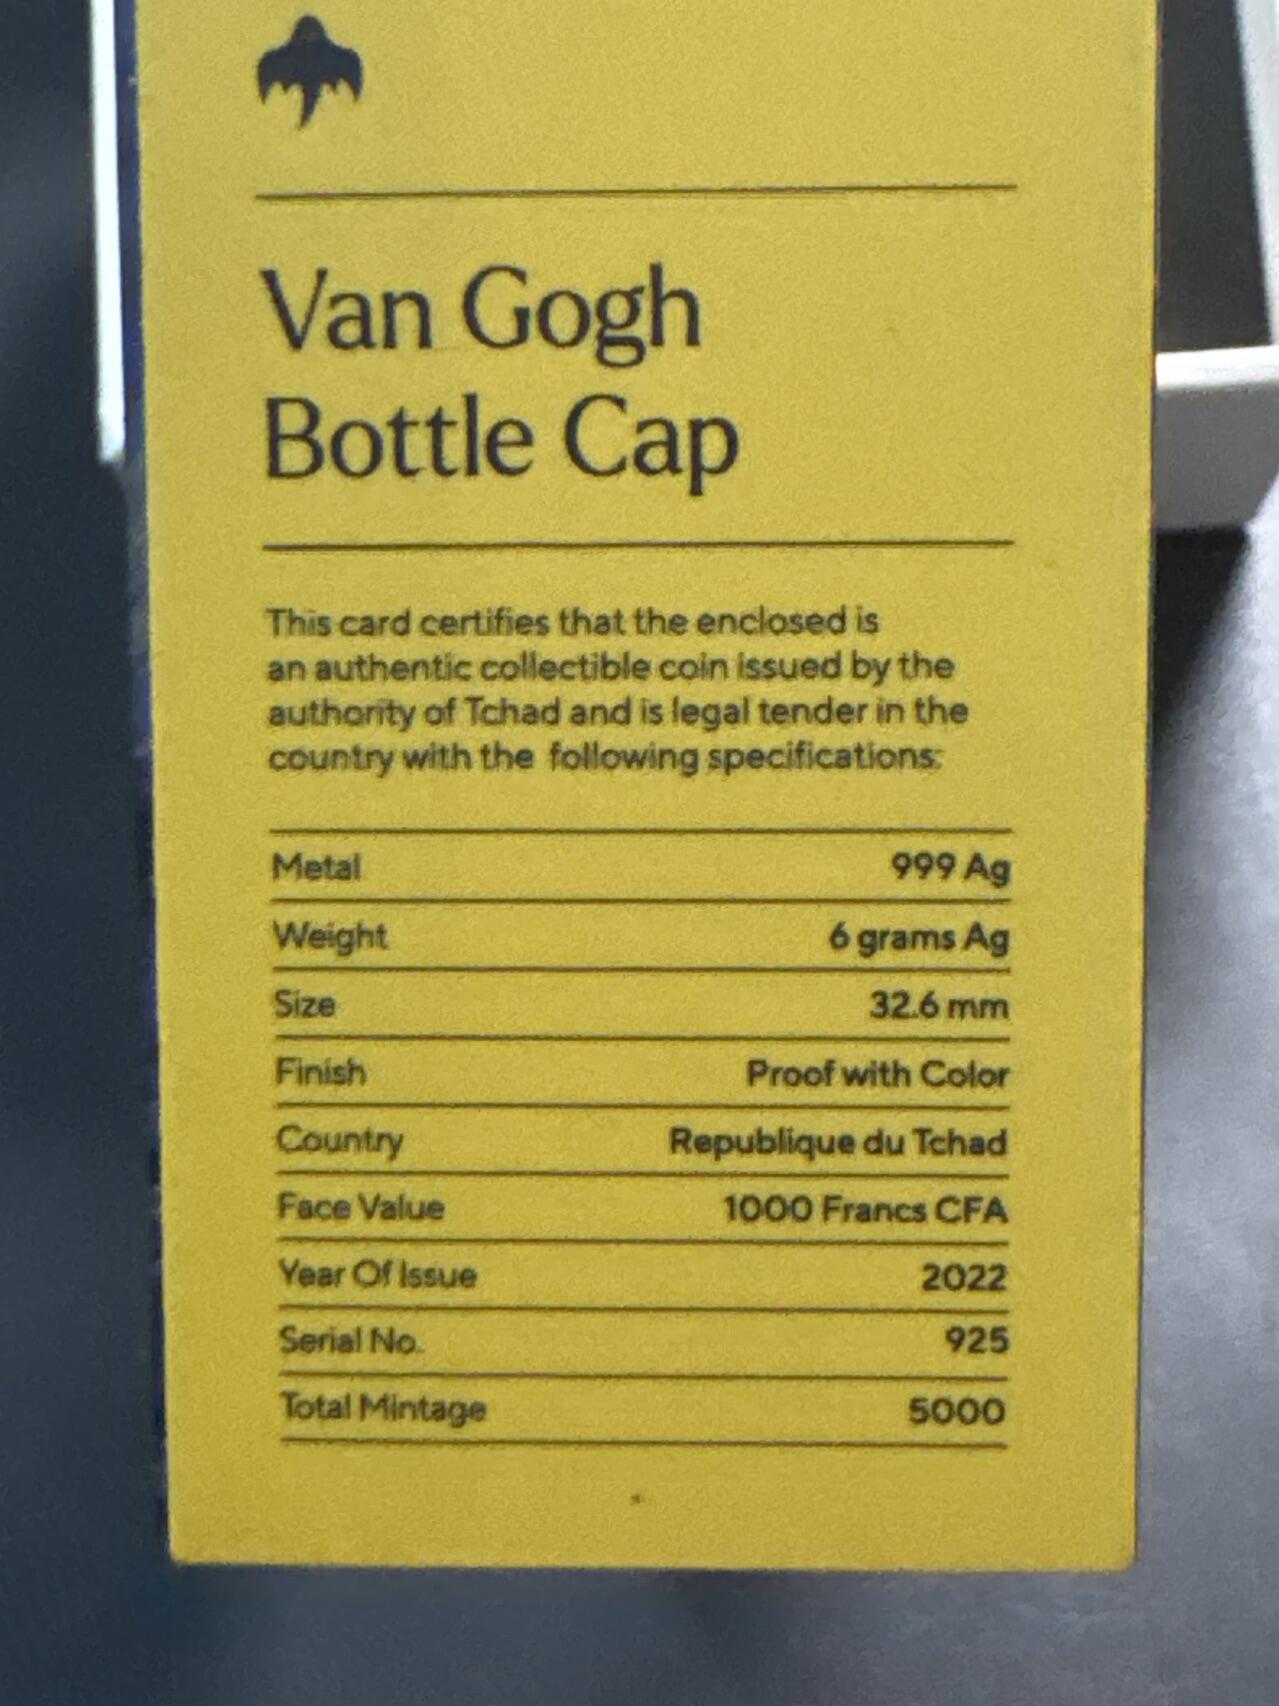 Van Gogh
Bottle Cap
This card certifies that the enclosed is
an authentic collectible coin issued by the
authority of Tchad and is legal tender in the
country with the following specifications:
Metal 999 Ag
Weight 6 grams Ag
Size 32.6 mm
Finish Proof with Color
Country Republique du Tchad
Face Value 1000 Francs CFA
Year Of Issue 2022
Serial No. 925
Total Mintage 5000